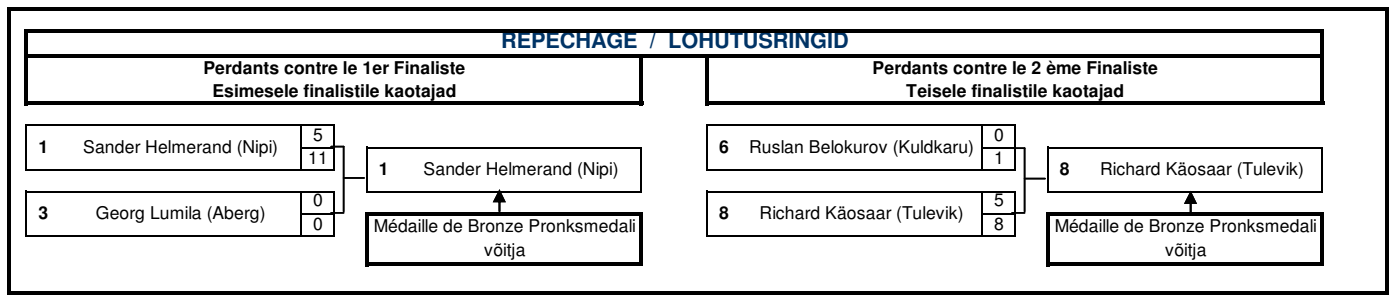 REPECHAGE / LOHUTUSRINGID
Perdants contre le 1er Finaliste
Esimesele finalistile kaotajad
Perdants contre le 2 ème Finaliste
Teisele finalistile kaotajad
1 Sander Helmerand (Nipi) 5
11
1 Sander Helmerand (Nipi)
3 Georg Lumila (Aberg) 0
0
Médaille de Bronze Pronksmedali
võitja
6 Ruslan Belokurov (Kuldkaru) 0
1
8 Richard Käosaar (Tulevik)
8 Richard Käosaar (Tulevik) 5
8
Médaille de Bronze Pronksmedali
võitja